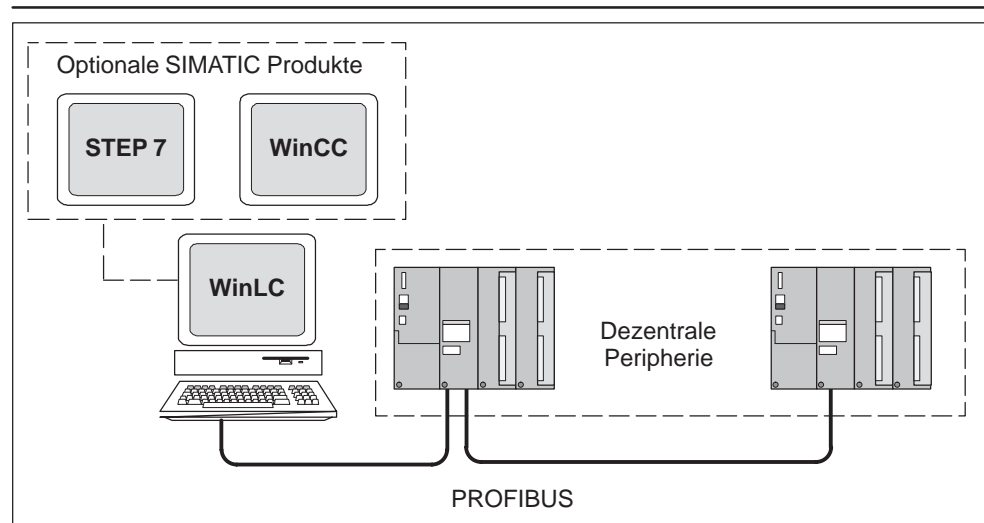 Optionale SIMATIC Produkte
STEP 7
WinCC
WinLC
Dezentrale
Peripherie
PROFIBUS